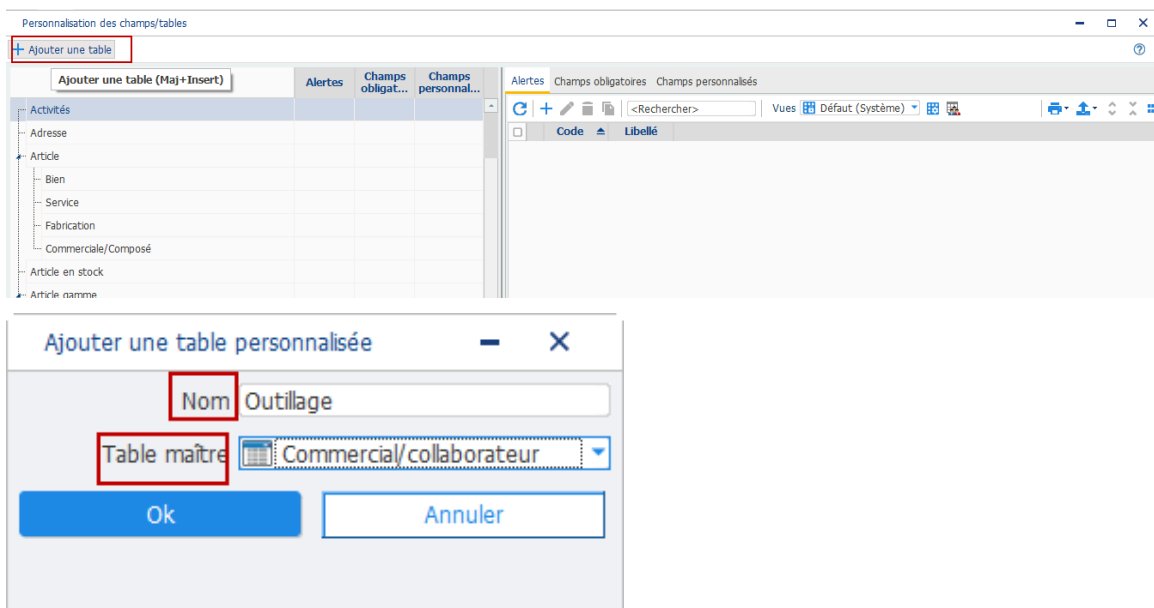 Personnalisation des champs/tables
+ Ajouter une table
Ajouter une table (Maj+Insert)
Alertes
Champs obligat...
Champs personnal...
Activités
Adresse
Article
Bien
Service
Fabrication
Commerciale/Composé
Article en stock
Article gamme
Alertes Champs obligatoires Champs personnalisés
<Rechercher> Vues Défaut (Système)
Code Libellé
Ajouter une table personnalisée
Nom Outillage
Table maître Commercial/collaborateur
Ok Annuler